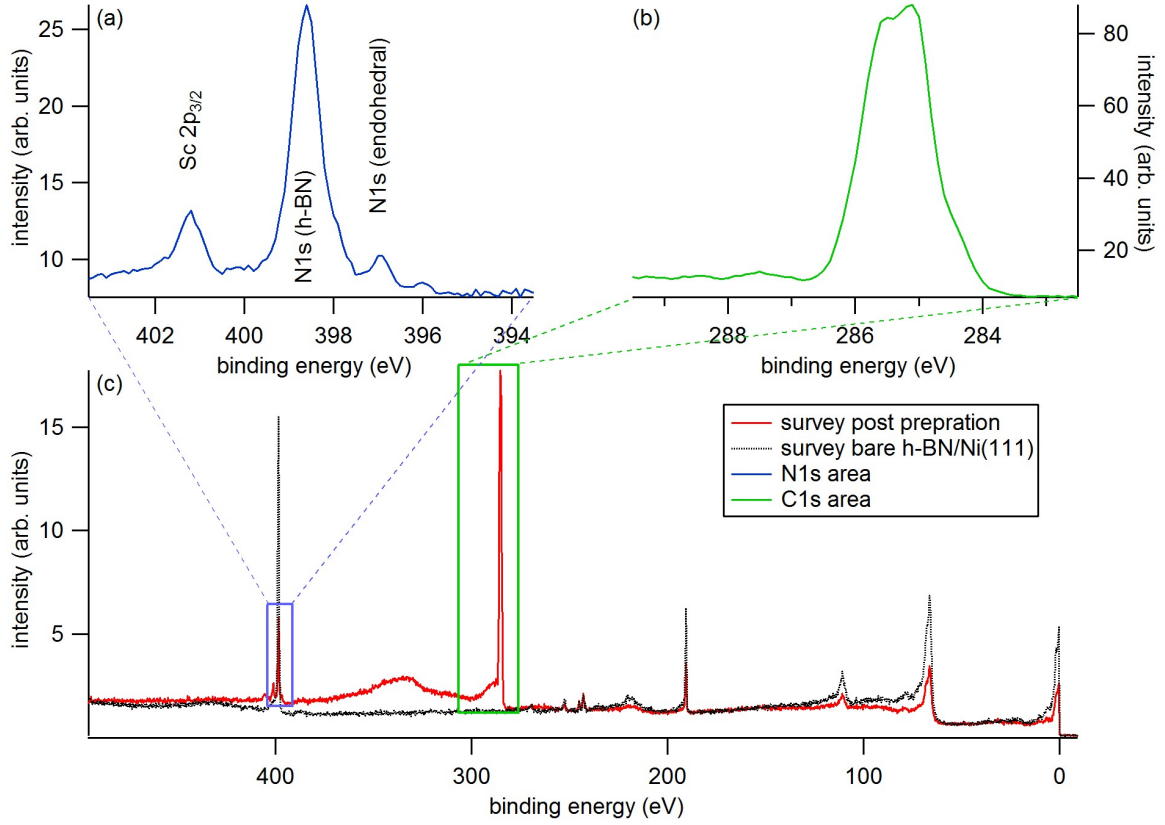 (a)
(b)
25
20
15
10
intensity (arb. units)
Sc 2p3/2
N1s (h-BN)
N1s (endohedral)
80
60
40
20
intensity (arb. units)
402
400
398
396
394
binding energy (eV)
288
286
284
binding energy (eV)
(c)
15
10
5
intensity (arb. units)
survey post prepration
survey bare h-BN/Ni(111)
N1s area
C1s area
400
300
200
100
0
binding energy (eV)